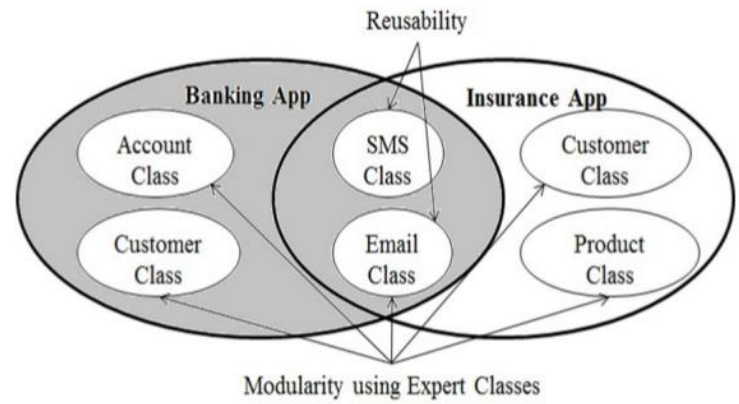 Reusability
Banking App
Insurance App
Account
Class
SMS
Class
Customer
Class
Customer
Class
Email
Class
Product
Class
Modularity using Expert Classes